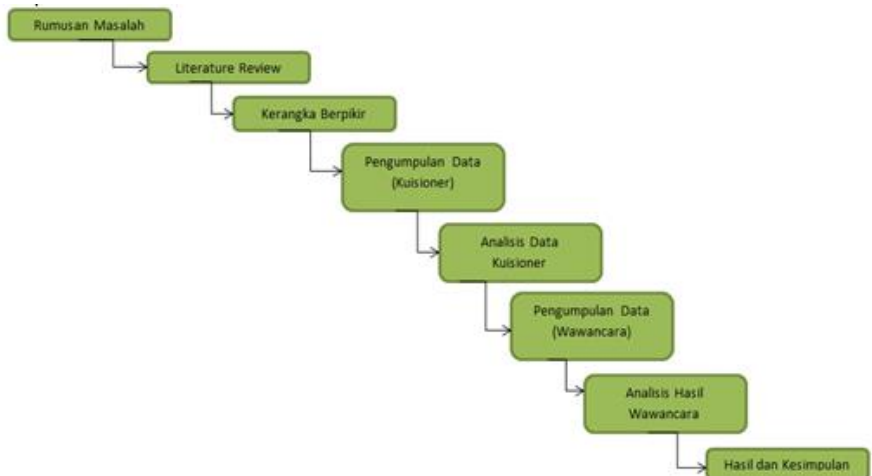 Rumusan Masalah
Literature Review
Kerangka Berpikir
Pengumpulan Data
(Kuisioner)
Analisis Data
Kuisioner
Pengumpulan Data
(Wawancara)
Analisis Hasil
Wawancara
Hasil dan Kesimpulan